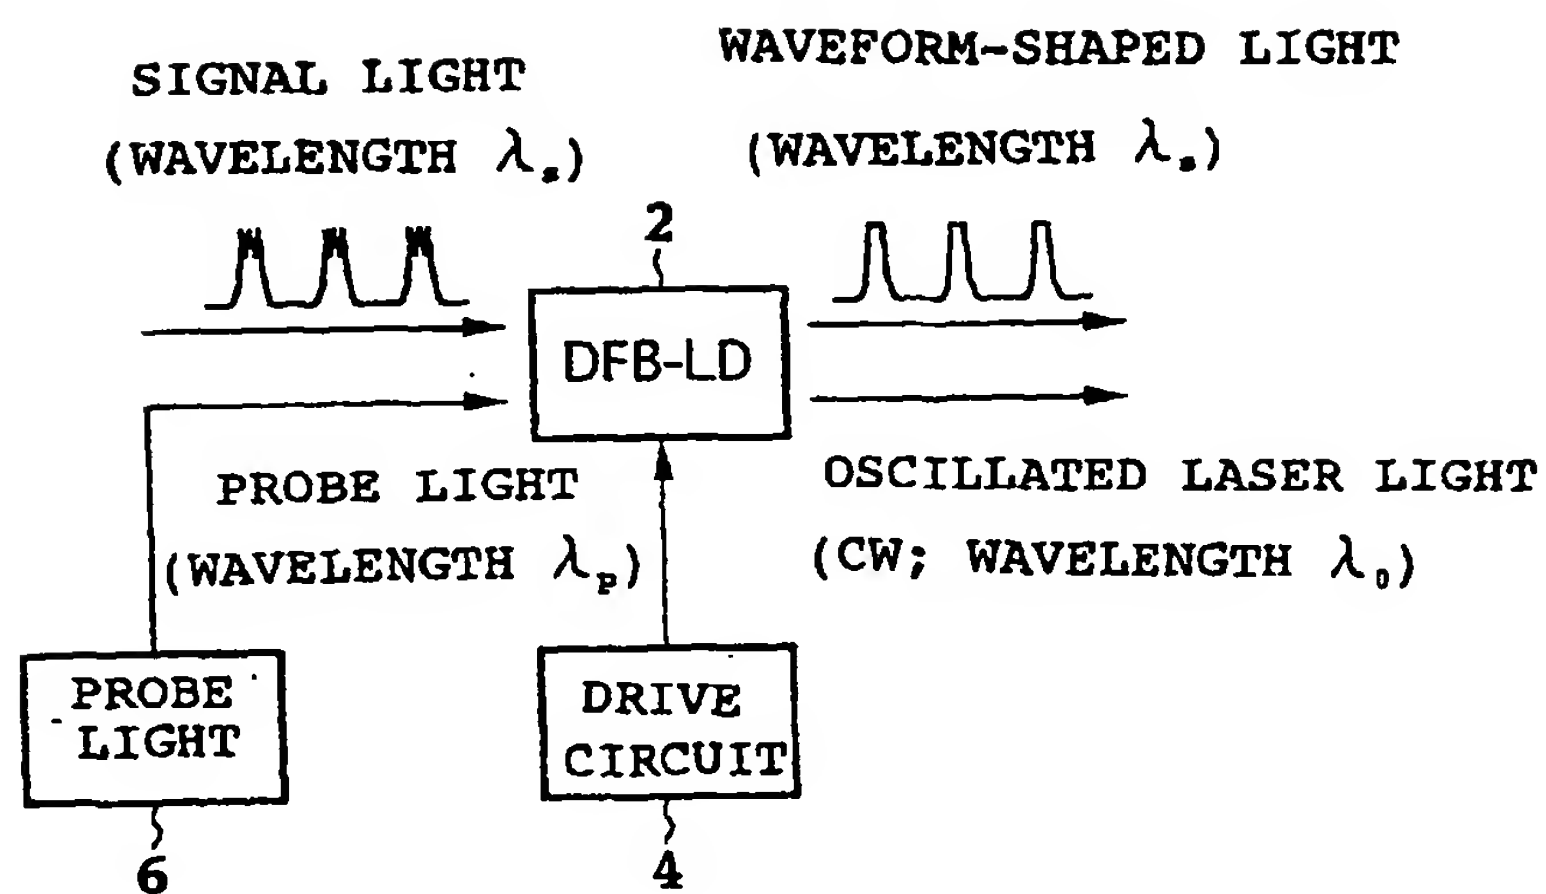 SIGNAL LIGHT
(WAVELENGTH λs)
WAVEFORM-SHAPED LIGHT
(WAVELENGTH λs)
2
DFB-LD
PROBE LIGHT
(WAVELENGTH λp)
OSCILLATED LASER LIGHT
(CW; WAVELENGTH λ0)
PROBE
LIGHT
DRIVE
CIRCUIT
6
4